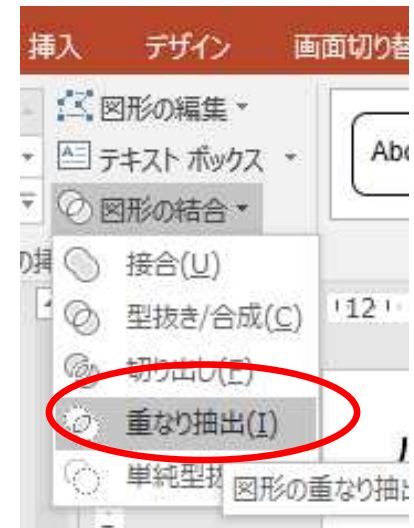 挿入 デザイン 画面切り替
図形の編集
テキスト ボックス
Abc
図形の結合
の挿
接合(U)
型抜き/合成(C)
12
切り出し(F)
重なり抽出(I)
単純型抜
図形の重なり抽出